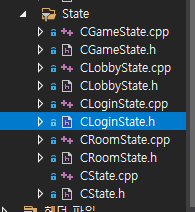 State
CGameState.cpp
CGameState.h
CLobbyState.cpp
CLobbyState.h
CLoginState.cpp
CLoginState.h
CRoomState.cpp
CRoomState.h
CState.cpp
CState.h
헤더 파일